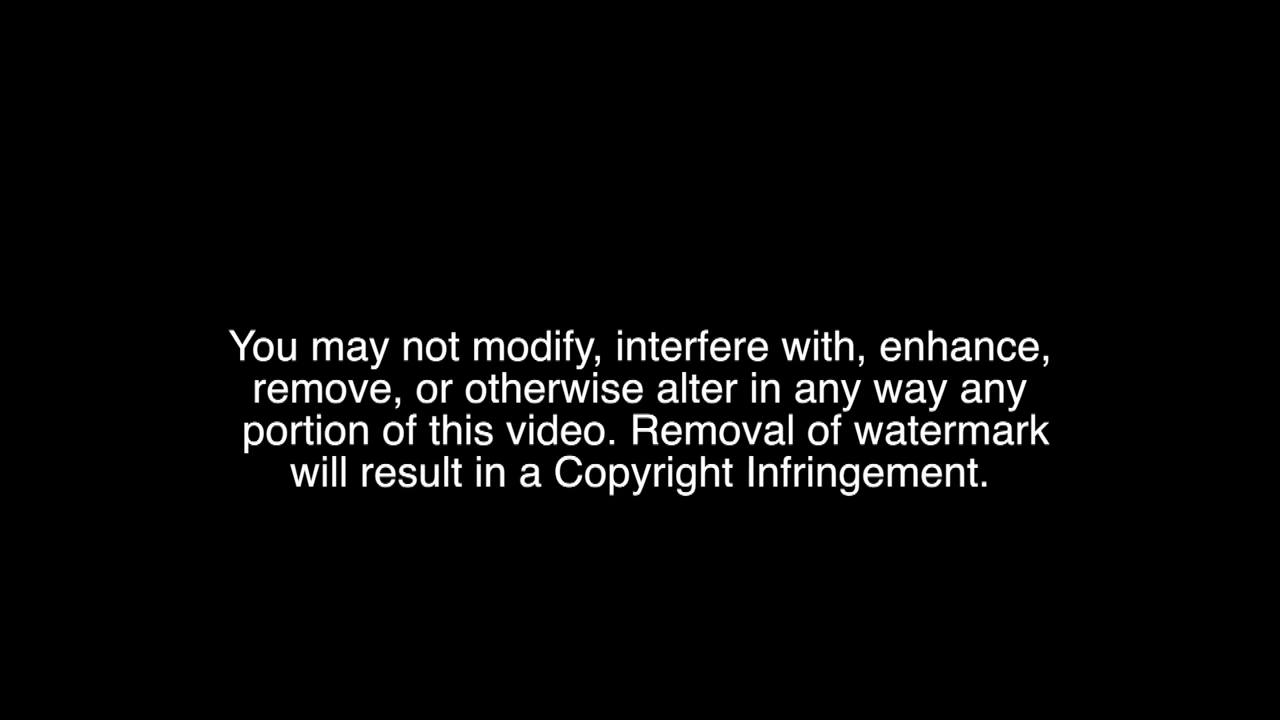 You may not modify, interfere with, enhance,
remove, or otherwise alter in any way any
portion of this video. Removal of watermark
will result in a Copyright Infringement.